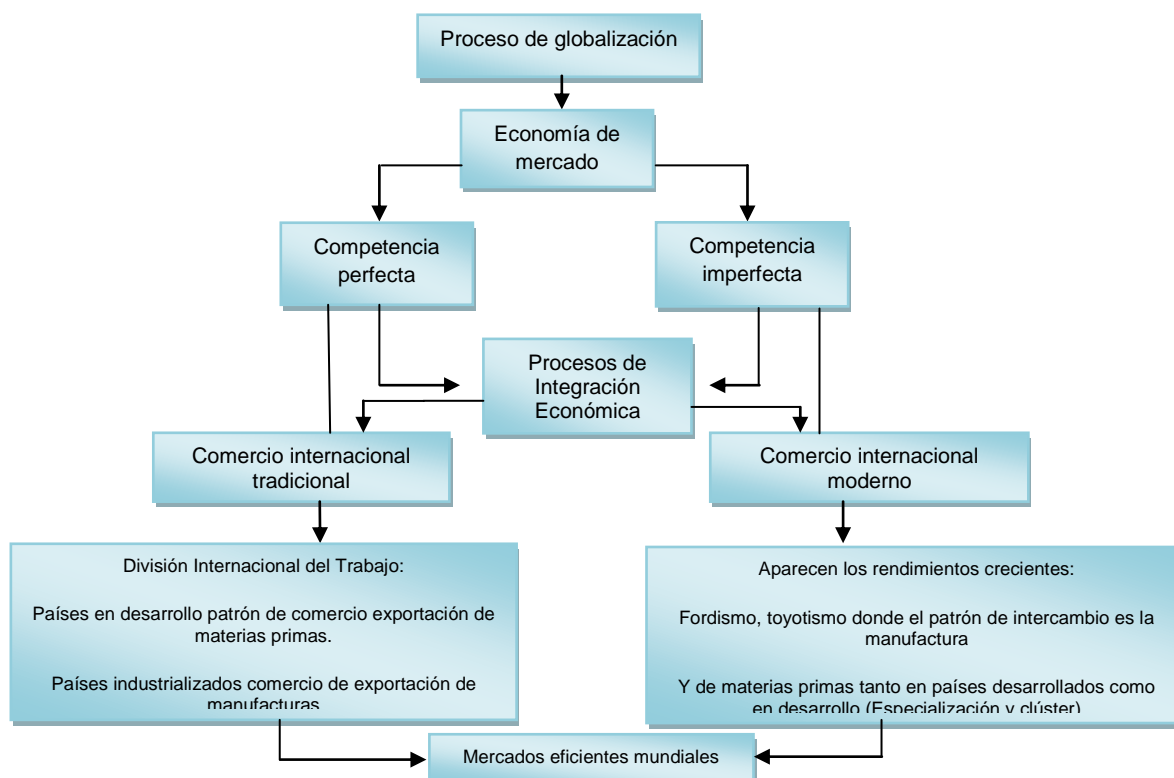 Proceso de globalización
Economía de
mercado
Competencia
perfecta
Competencia
imperfecta
Procesos de
Integración
Económica
Comercio internacional
tradicional
Comercio internacional
moderno
División Internacional del Trabajo:
Países en desarrollo patrón de comercio exportación de
materias primas.
Países industrializados comercio de exportación de
manufacturas
Aparecen los rendimientos crecientes:
Fordismo, toyotismo donde el patrón de intercambio es la
manufactura
Y de materias primas tanto en países desarrollados como
en desarrollo (Especialización y clúster)
Mercados eficientes mundiales